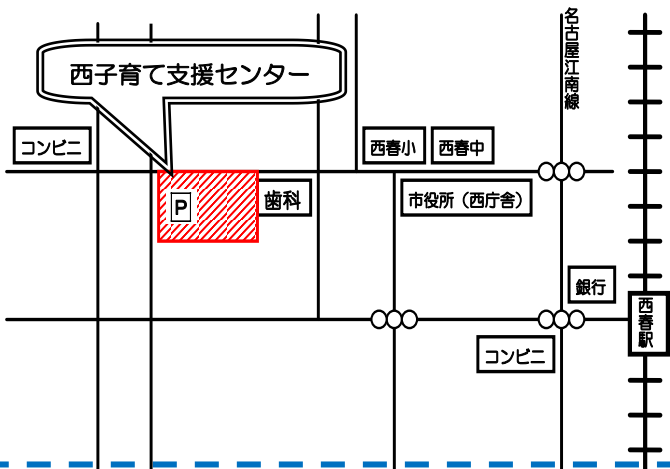 名古屋江南線
西子育て支援センター
コンビニ
西春小
西春中
P
歯科
市役所（西庁舎）
銀行
西春駅
コンビニ